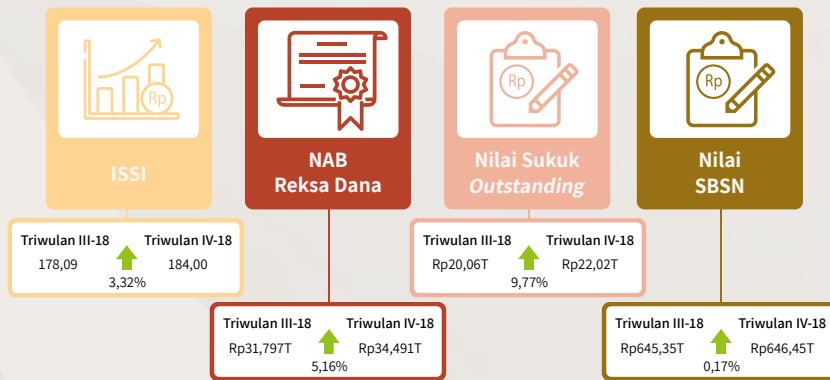 Rp
ISSI
Triwulan III-18
178,09
3,32%
Triwulan IV-18
184,00
NAB
Reksa Dana
Triwulan III-18
Rp31,797T
5,16%
Triwulan IV-18
Rp34,491T
Rp
Nilai Sukuk
Outstanding
Triwulan III-18
Rp20,06T
9,77%
Triwulan IV-18
Rp22,02T
Rp
Nilai
SBSN
Triwulan III-18
Rp645,35T
0,17%
Triwulan IV-18
Rp646,45T